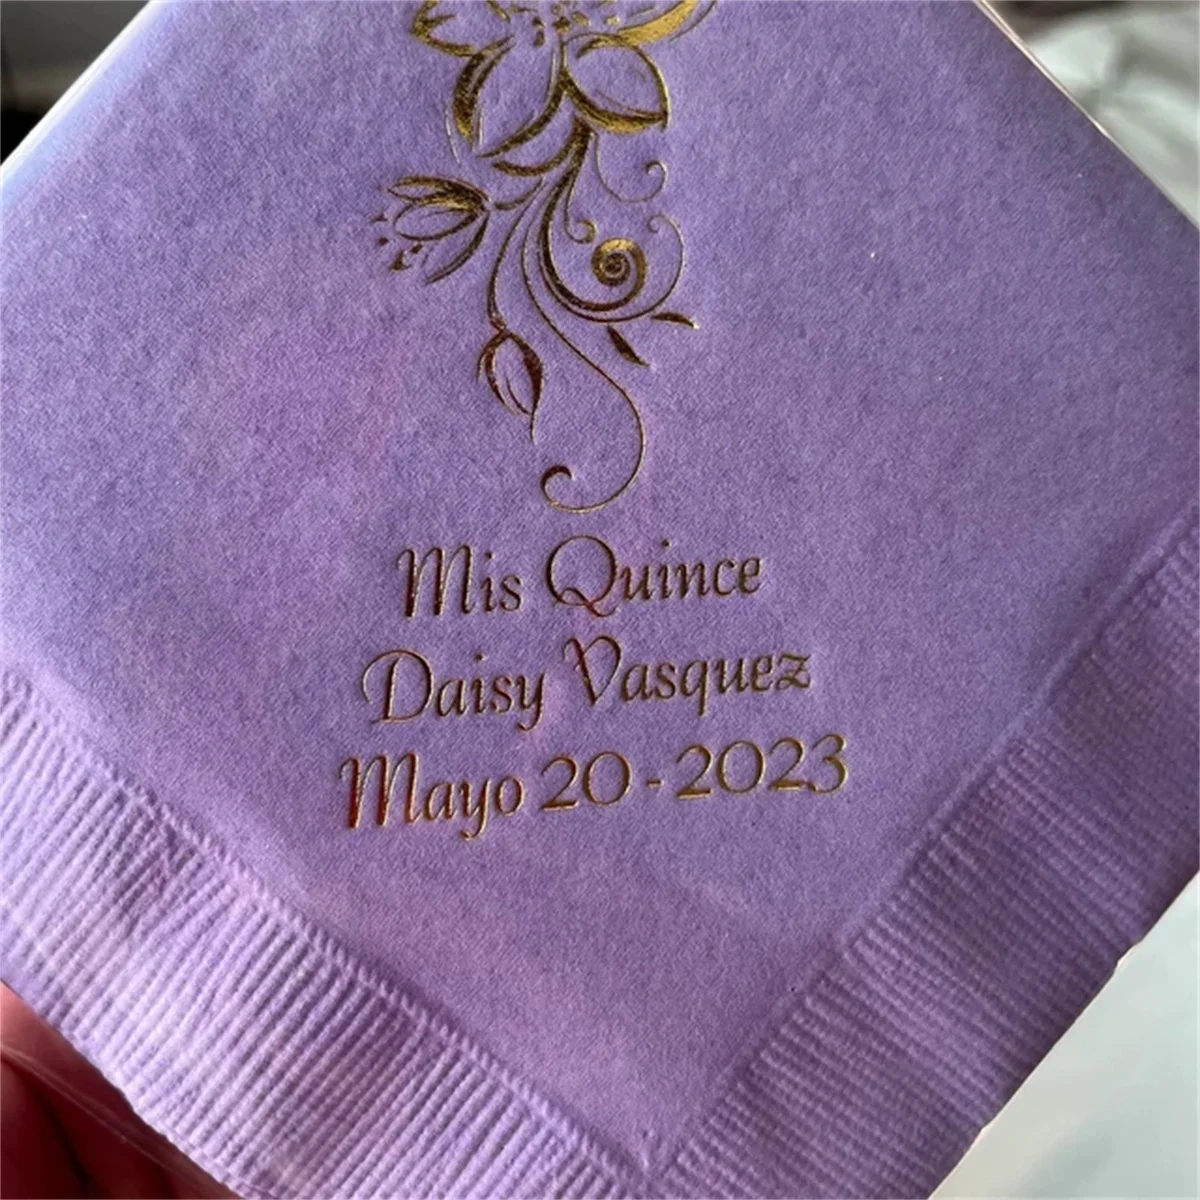 Mis Quince
Daisy Vasquez
Mayo 20 - 2023